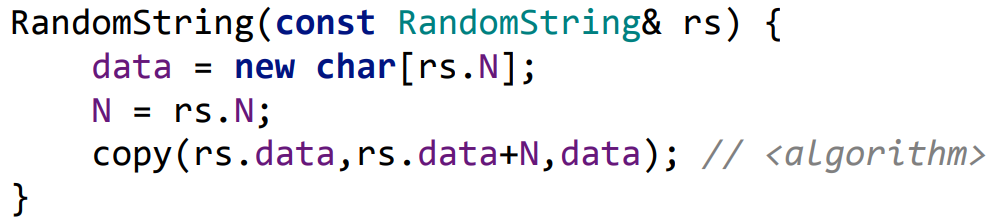 RandomString(const RandomString& rs) {
    data = new char[rs.N];
    N = rs.N;
    copy(rs.data,rs.data+N,data); // <algorithm>
}